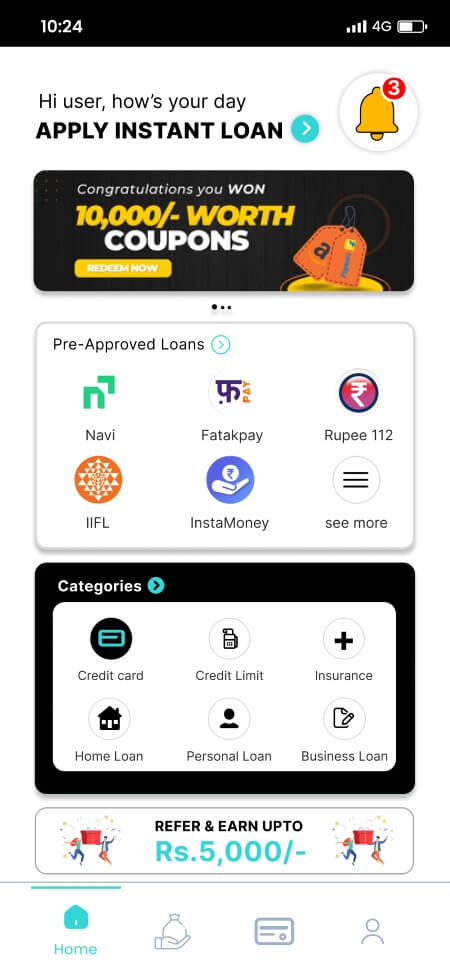 10:24
4G
3
Hi user, how’s your day
APPLY INSTANT LOAN
Congratulations you WON
10,000/- WORTH
COUPONS
REDEEM NOW
a
Flipkart
Pre-Approved Loans
फ PAY
Navi
Fatakpay
Rupee 112
IIFL
InstaMoney
see more
Categories
Credit card
Credit Limit
Insurance
Home Loan
Personal Loan
Business Loan
REFER & EARN UPTO
Rs.5,000/-
Home